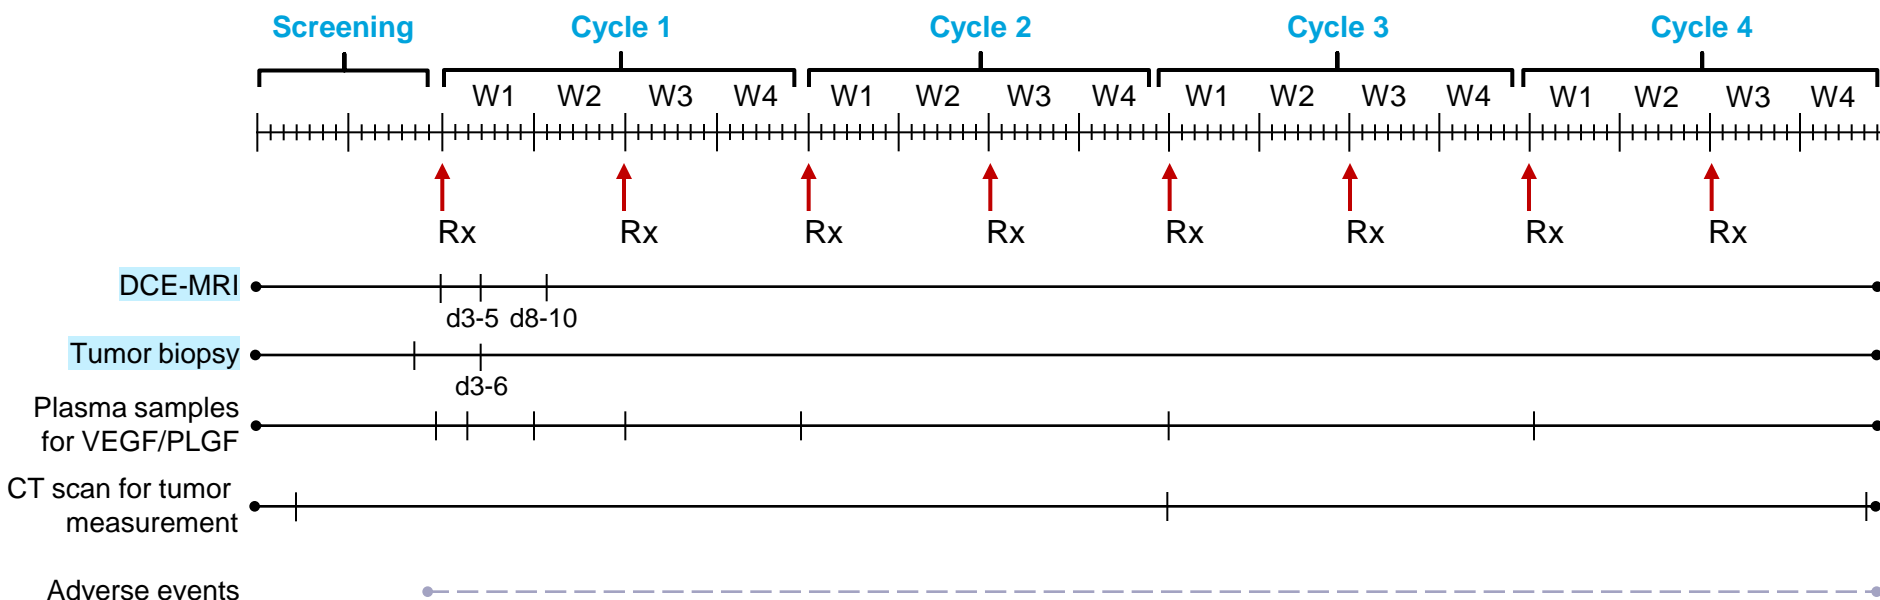 Screening Cycle 1 Cycle 2 Cycle 3 Cycle 4
W1 W2 W3 W4 W1 W2 W3 W4 W1 W2 W3 W4 W1 W2 W3 W4
Rx Rx Rx Rx Rx Rx Rx Rx
DCE-MRI
d3-5 d8-10
Tumor biopsy
d3-6
Plasma samples
for VEGF/PLGF
CT scan for tumor
measurement
Adverse events